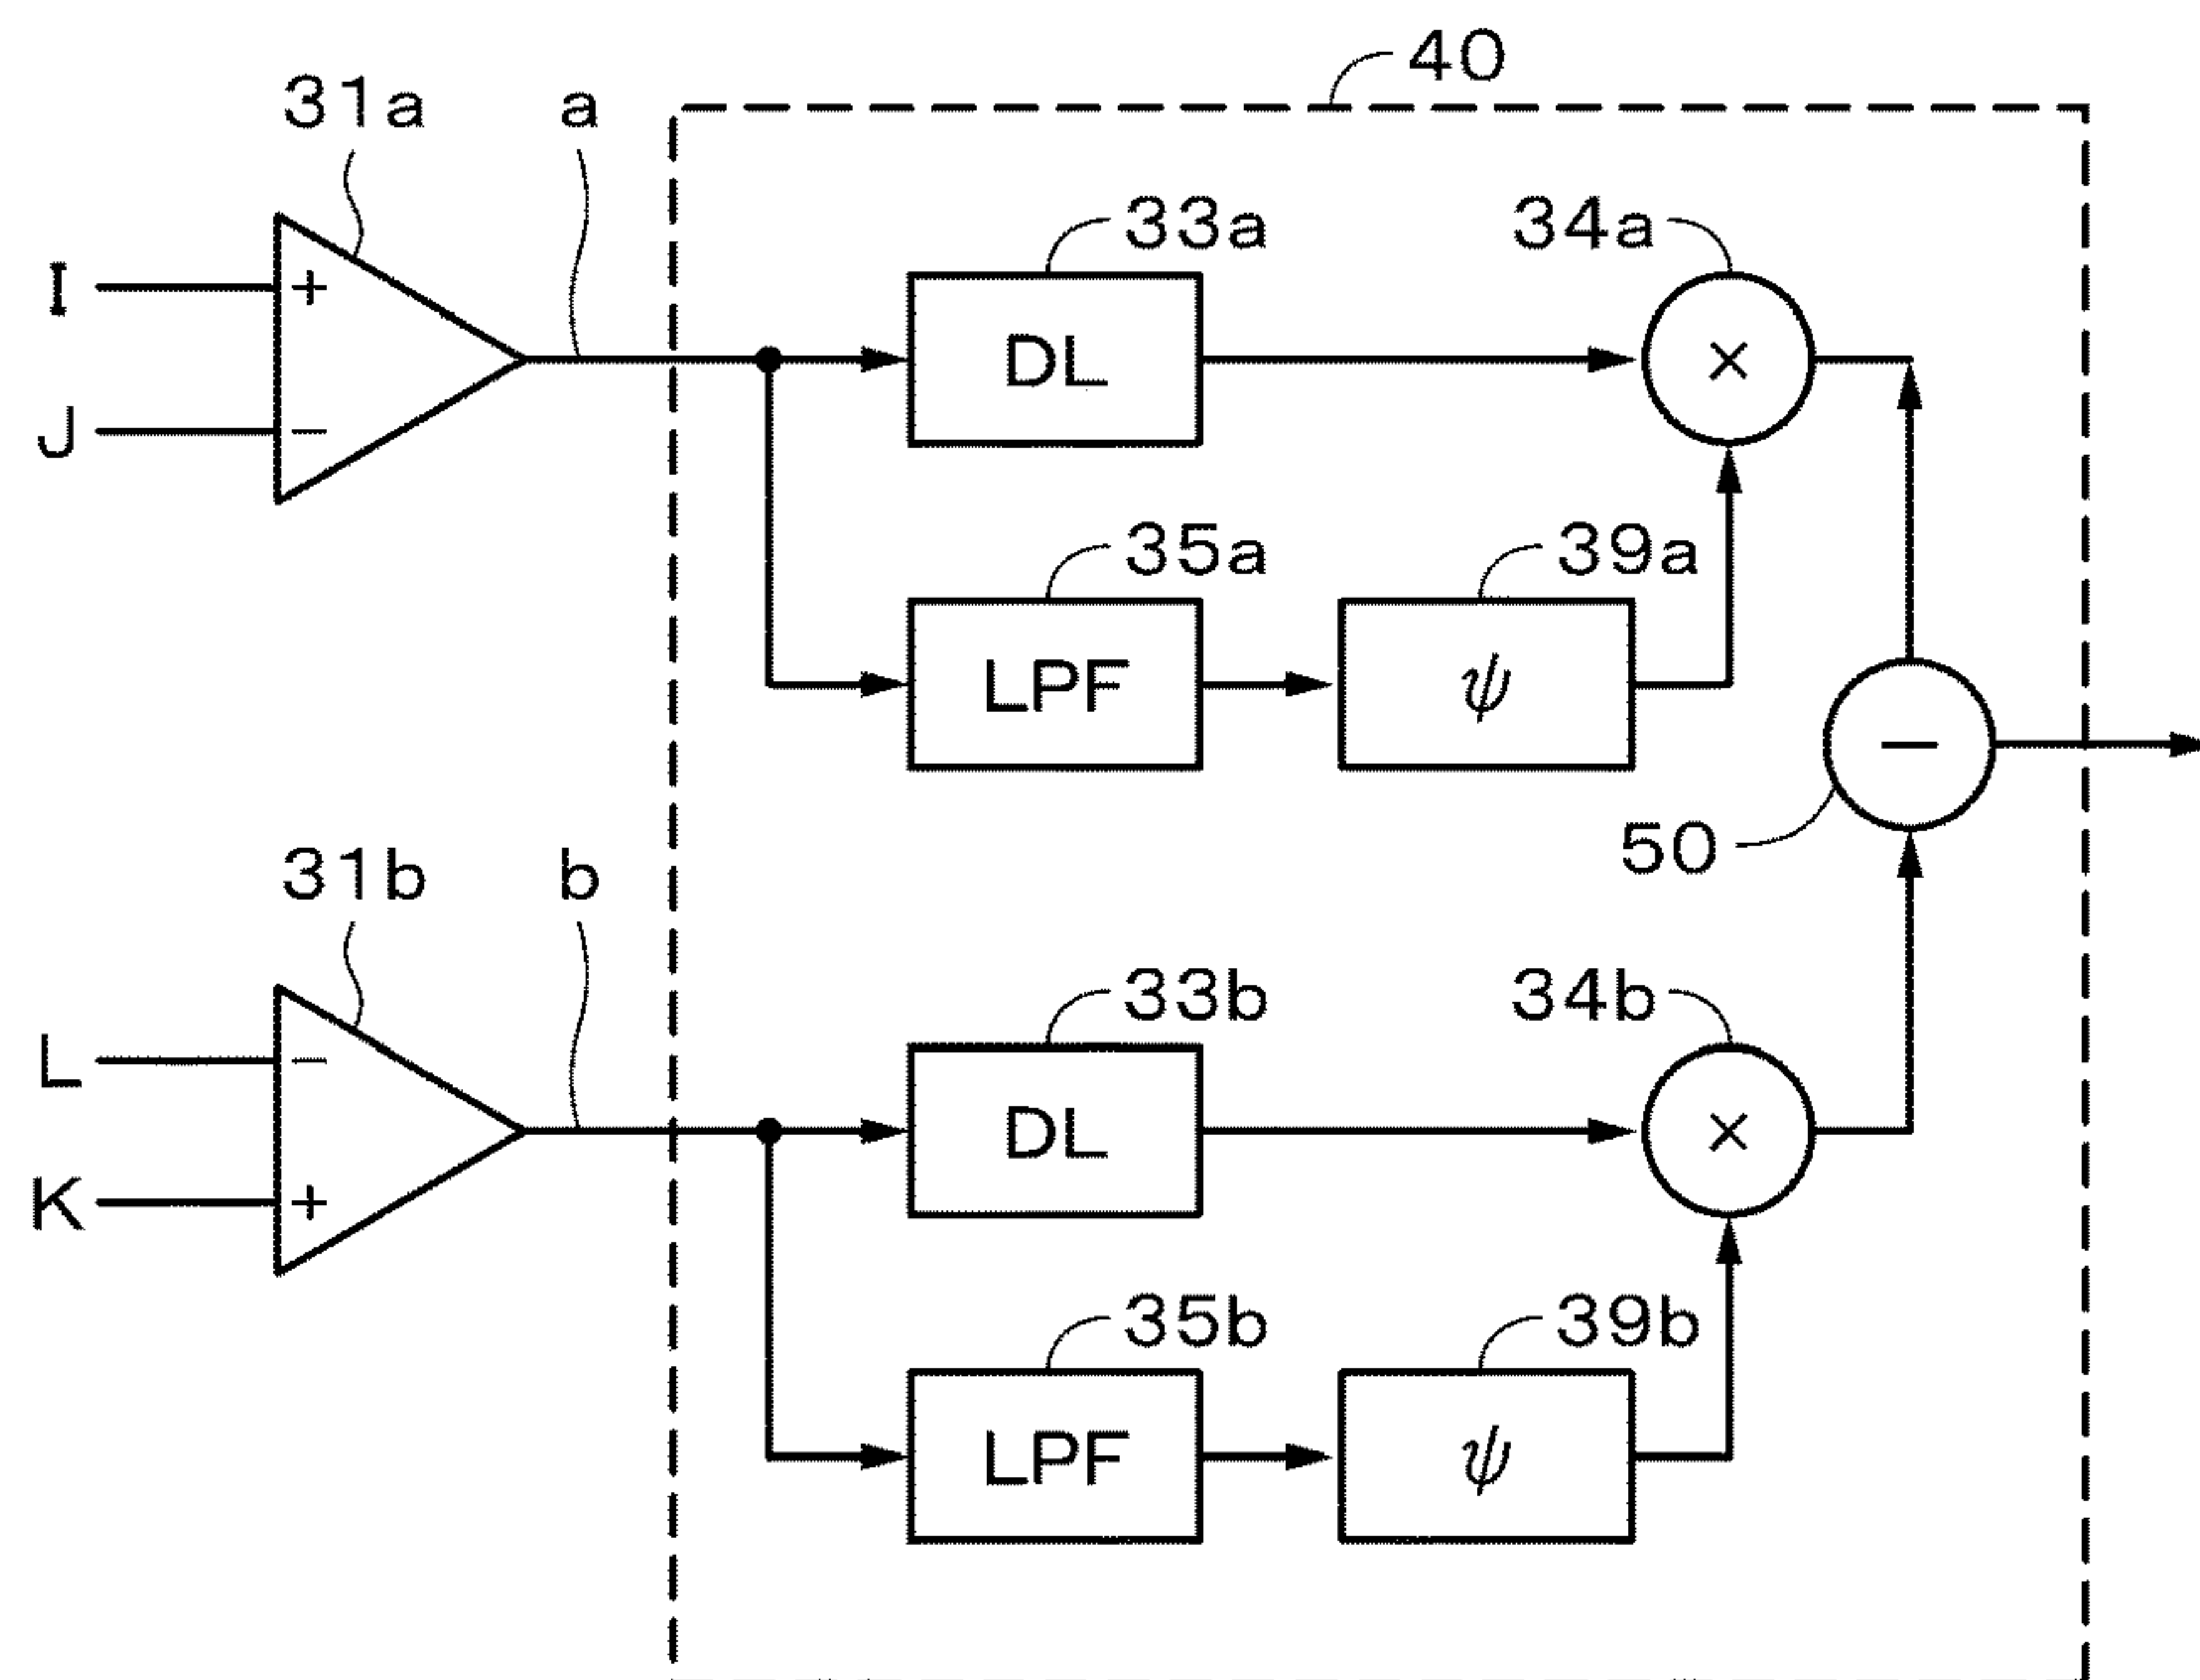 40
31a a
33a 34a
I + DL ×
J −
35a 39a
LPF ψ
−
50
31b b
33b 34b
L −
DL ×
K +
35b 39b
LPF ψ